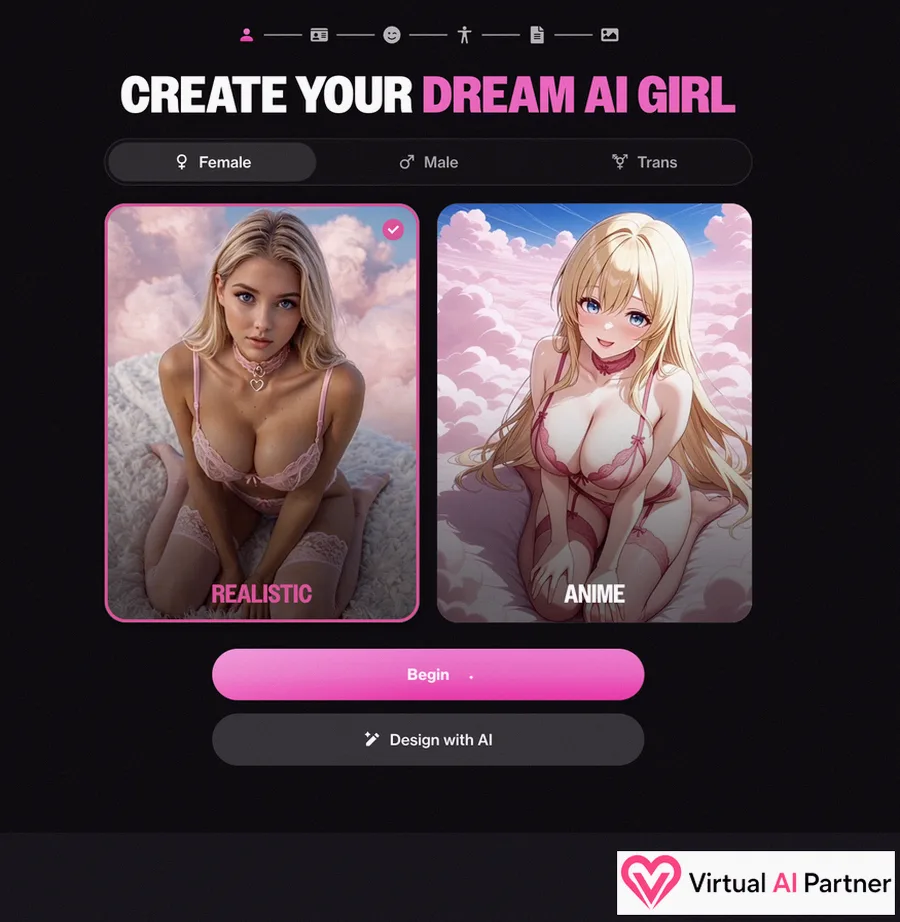 CREATE YOUR DREAM AI GIRL
Female
Male
Trans
REALISTIC
ANIME
Begin
Design with AI
Virtual AI Partner